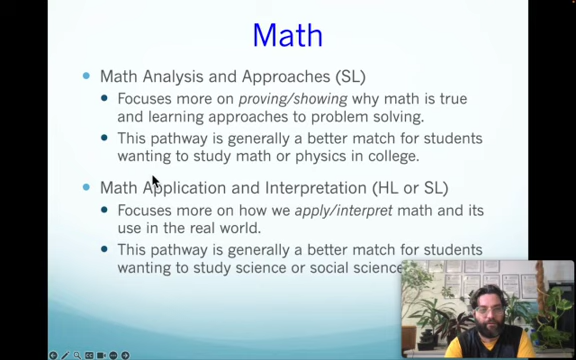 Math
Math Analysis and Approaches (SL)
Focuses more on proving/showing why math is true
and learning approaches to problem solving.
This pathway is generally a better match for students
wanting to study math or physics in college.
Math Application and Interpretation (HL or SL)
Focuses more on how we apply/interpret math and its
use in the real world.
This pathway is generally a better match for students
wanting to study science or social science